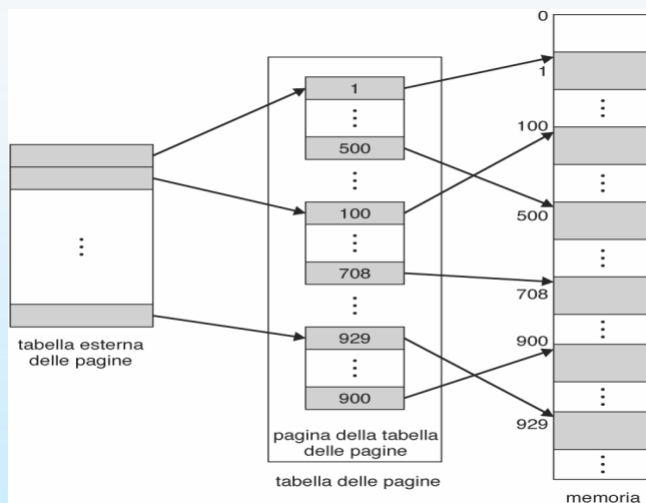 tabella esterna
delle pagine
1
500
100
708
929
900
pagina della tabella
delle pagine
tabella delle pagine
0
1
100
500
708
900
929
memoria